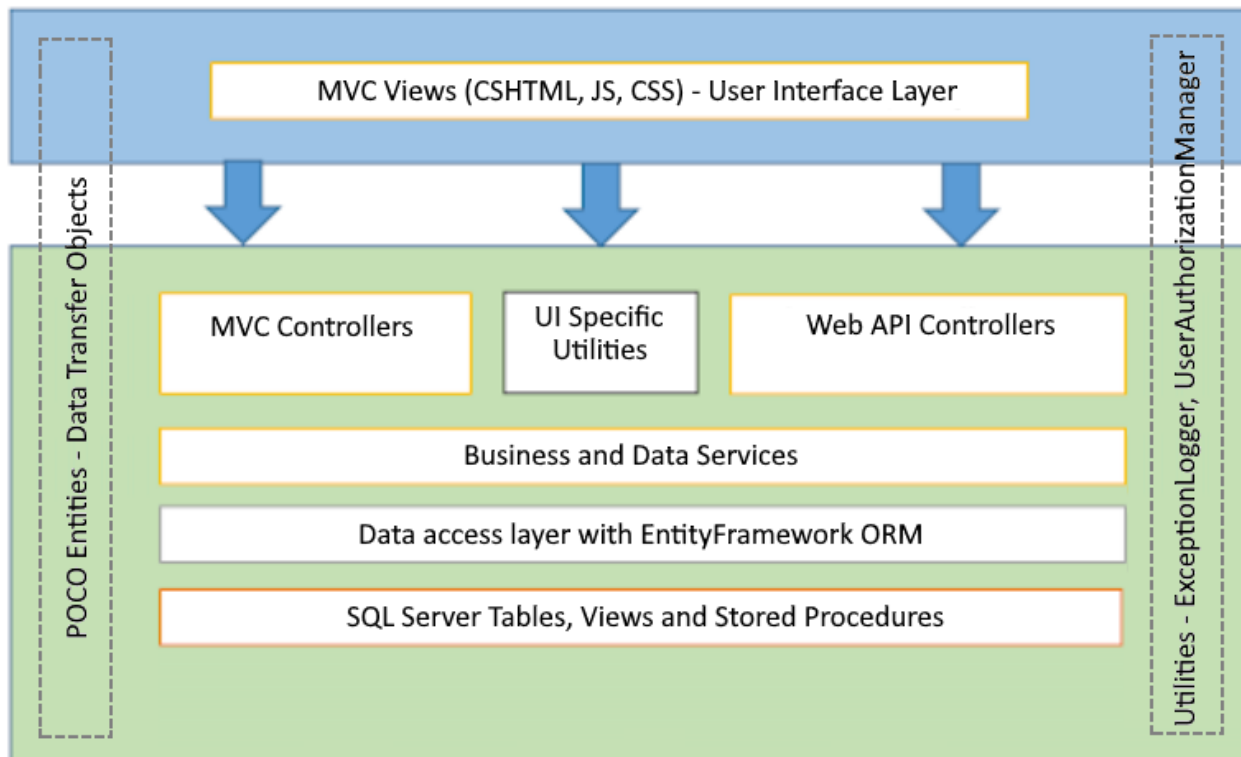 MVC Views (CSHTML, JS, CSS) - User Interface Layer
POCO Entities - Data Transfer Objects
MVC Controllers
UI Specific
Utilities
Web API Controllers
Business and Data Services
Data access layer with EntityFramework ORM
SQL Server Tables, Views and Stored Procedures
Utilities - ExceptionLogger, UserAuthorizationManager